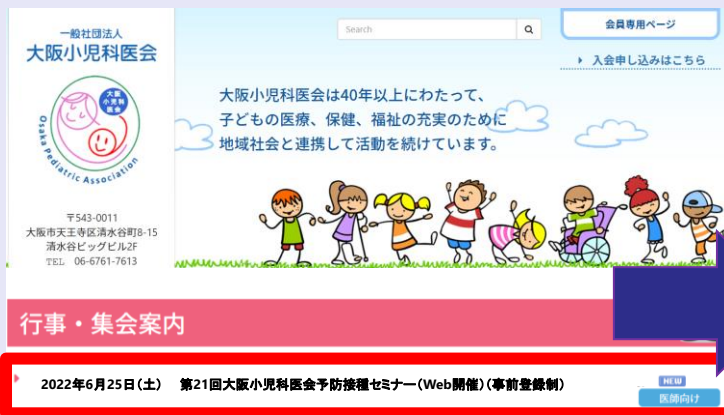 一般社団法人
大阪小児科医会
大阪
小児科
医会
Osaka Pediatric Association
〒543-0011
大阪市天王寺区清水谷町8-15
清水谷ビッグビル2F
TEL 06-6761-7613
Search
会員専用ページ
入会申し込みはこちら
大阪小児科医会は40年以上にわたって、
子どもの医療、保健、福祉の充実のために
地域社会と連携して活動を続けています。
行事・集会案内
2022年6月25日(土) 第21回大阪小児科医会予防接種セミナー(Web開催)(事前登録制)
NEW
医師向け